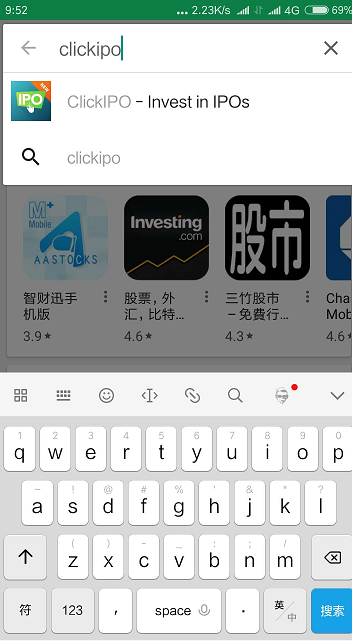 9:52 ... 2.23K/s 4G 69%
clickipo
IPO NEW ClickIPO - Invest in IPOs
clickipo
M+
Mobile
AASTOCKS
Investing
.com
股市
智财迅手
机版
3.9★
股票，外
汇，比特...
4.6★
三竹股市
－免費行...
4.3★
Cha
Mob
4.6
1 2 3 4 5 6 7 8 9 0
q w e r t y u i o p
~ ! @ # % ' & * ?
a s d f g h j k l
( ) - _ : ; /
z x c v b n m
符 123 , space . 英/中 搜索